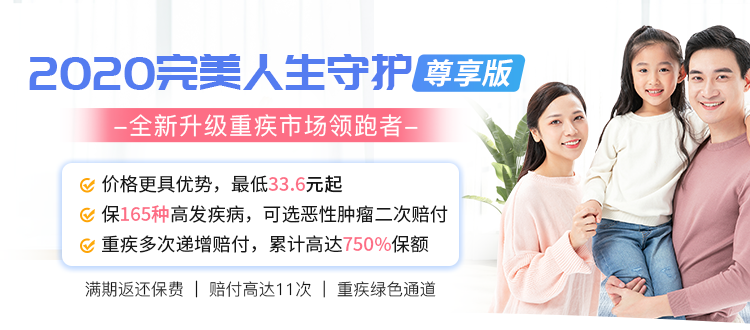 2020完美人生守护 尊享版
–全新升级重疾市场领跑者–
价格更具优势，最低33.6元起
保165种高发疾病，可选恶性肿瘤二次赔付
重疾多次递增赔付，累计高达750%保额
满期返还保费 | 赔付高达11次 | 重疾绿色通道